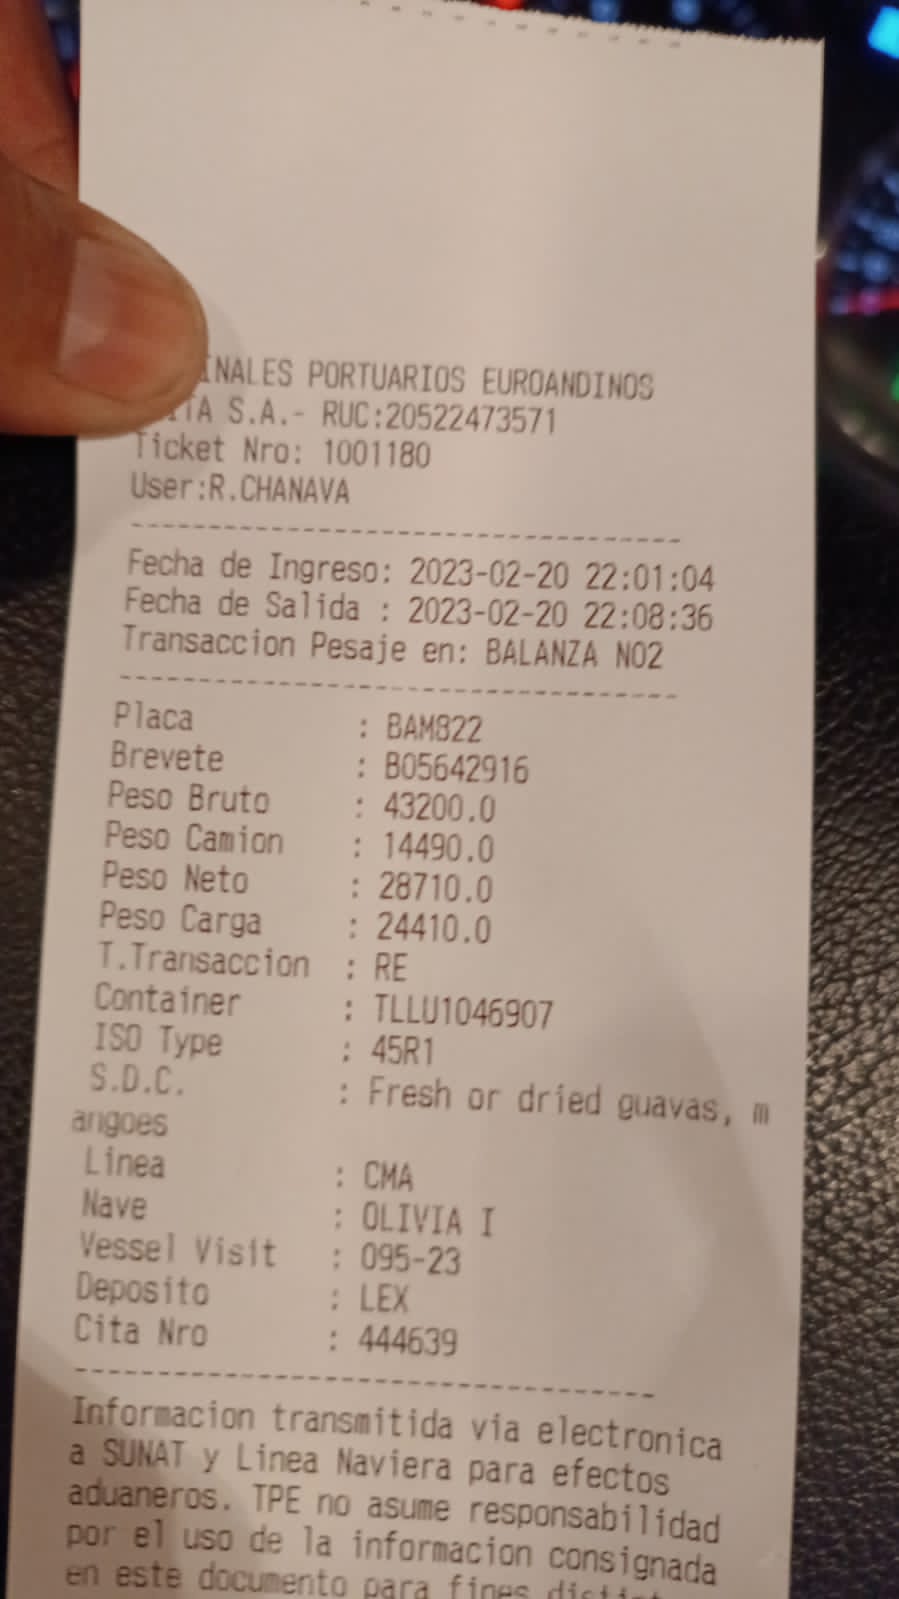 INALES PORTUARIOS EUROANDINOS
ITA S.A.- RUC:20522473571
Ticket Nro: 1001180
User:R.CHANAVA
Fecha de Ingreso: 2023-02-20 22:01:04
Fecha de Salida : 2023-02-20 22:08:36
Transaccion Pesaje en: BALANZA NO2
Placa : BAM822
Brevete : B05642916
Peso Bruto : 43200.0
Peso Camion : 14490.0
Peso Neto : 28710.0
Peso Carga : 24410.0
T.Transaccion : RE
Container : TLLU1046907
ISO Type : 45R1
S.D.C. : Fresh or dried guavas, m
angoes
Linea : CMA
Nave : OLIVIA I
Vessel Visit : 095-23
Deposito : LEX
Cita Nro : 444639
Informacion transmitida via electronica
a SUNAT y Linea Naviera para efectos
aduaneros. TPE no asume responsabilidad
por el uso de la informacion consignada
en este documento para fines